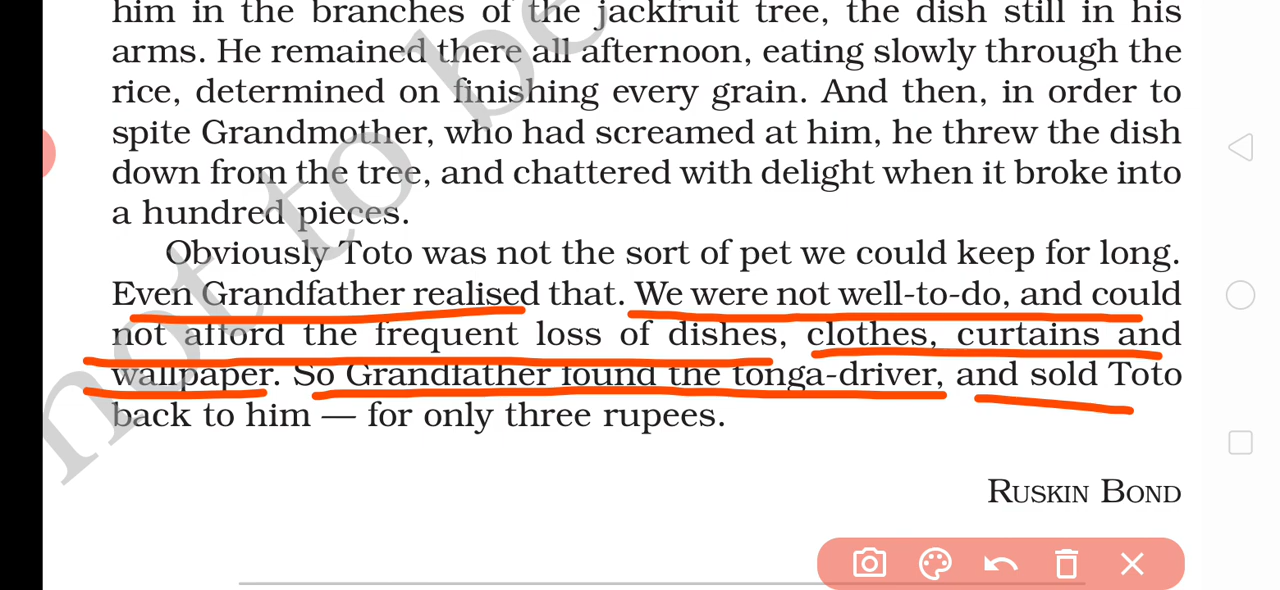 him in the branches of the jackfruit tree, the dish still in his
arms. He remained there all afternoon, eating slowly through the
rice, determined on finishing every grain. And then, in order to
spite Grandmother, who had screamed at him, he threw the dish
down from the tree, and chattered with delight when it broke into
a hundred pieces.
Obviously Toto was not the sort of pet we could keep for long.
Even Grandfather realised that. We were not well-to-do, and could
not afford the frequent loss of dishes, clothes, curtains and
wallpaper. So Grandfather found the tonga-driver, and sold Toto
back to him — for only three rupees.
RUSKIN BOND
not to be